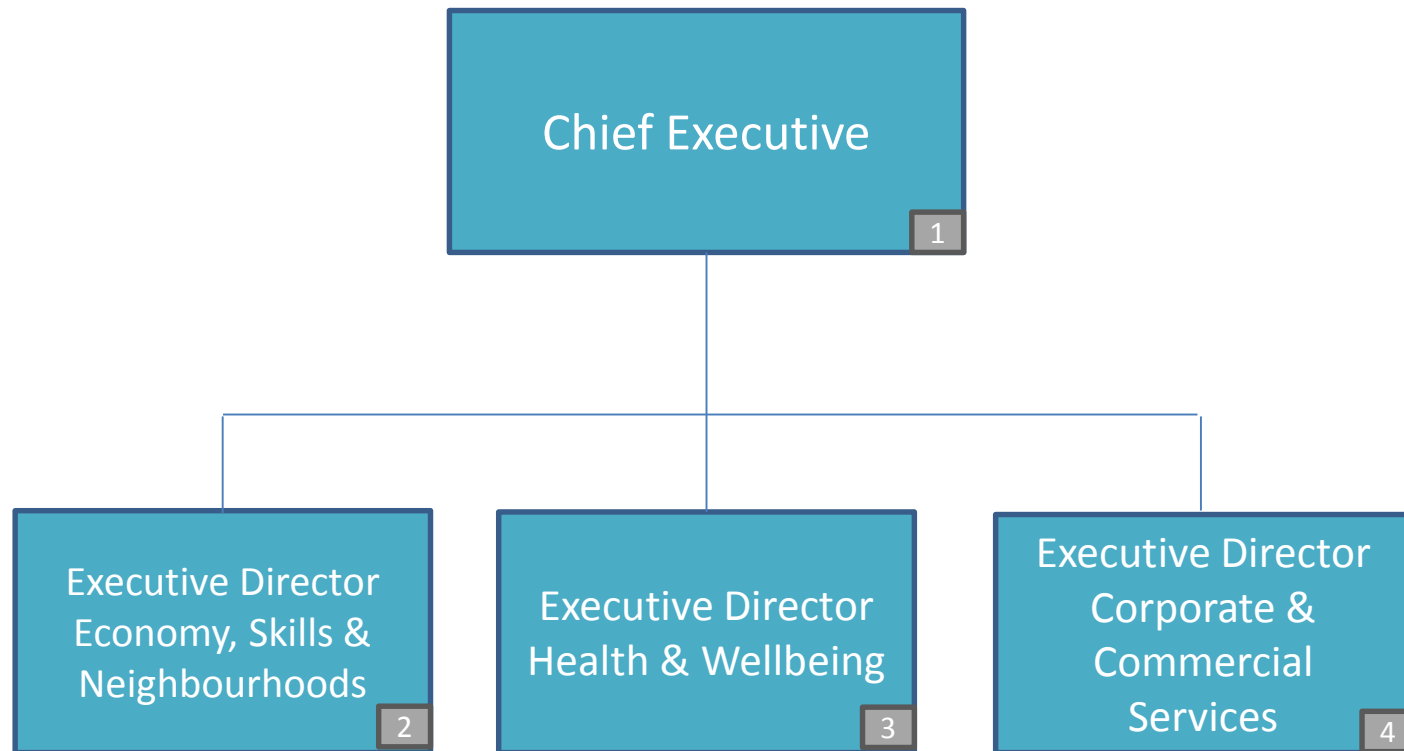 Chief Executive
1
Executive Director
Economy, Skills &
Neighbourhoods
2
Executive Director
Health & Wellbeing
3
Executive Director
Corporate &
Commercial
Services
4